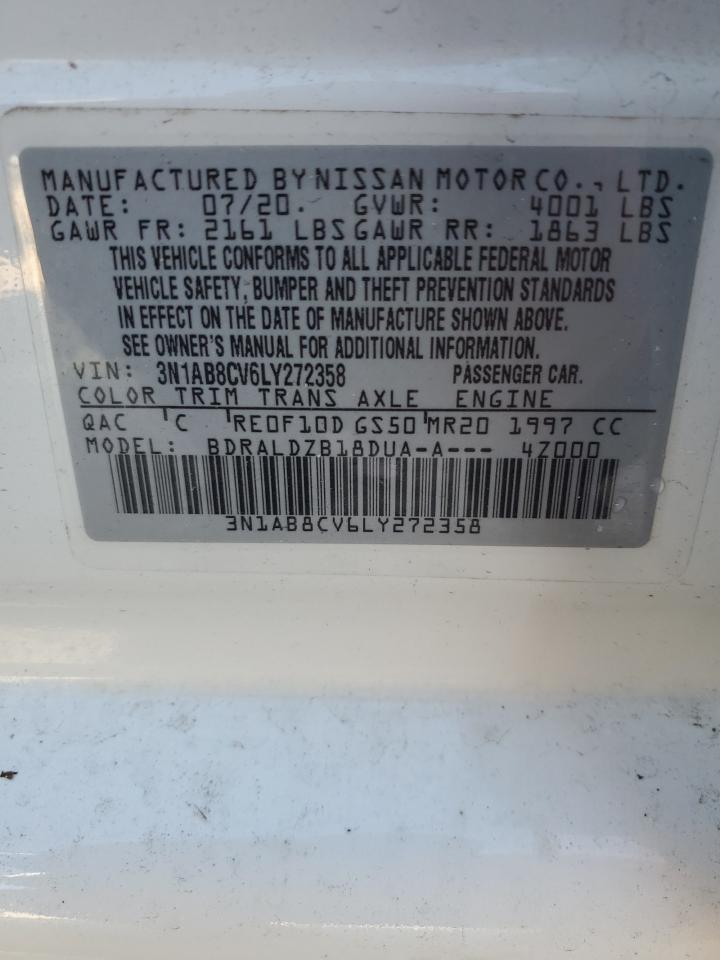 MANUFACTURED BY NISSAN MOTOR CO., LTD.
DATE: 07/20. GVWR: 4001 LBS
GAWR FR: 2161 LBS GAWR RR: 1863 LBS
THIS VEHICLE CONFORMS TO ALL APPLICABLE FEDERAL MOTOR
VEHICLE SAFETY, BUMPER AND THEFT PREVENTION STANDARDS
IN EFFECT ON THE DATE OF MANUFACTURE SHOWN ABOVE.
SEE OWNER'S MANUAL FOR ADDITIONAL INFORMATION.
VIN: 3N1AB8CV6LY272358 PASSENGER CAR.
COLOR TRIM TRANS AXLE ENGINE
QAC C RE0F10D GS50 MR20 1997 CC
MODEL: BDRALDZB18DUA-A--- 4Z000
3N1AB8CV6LY272358